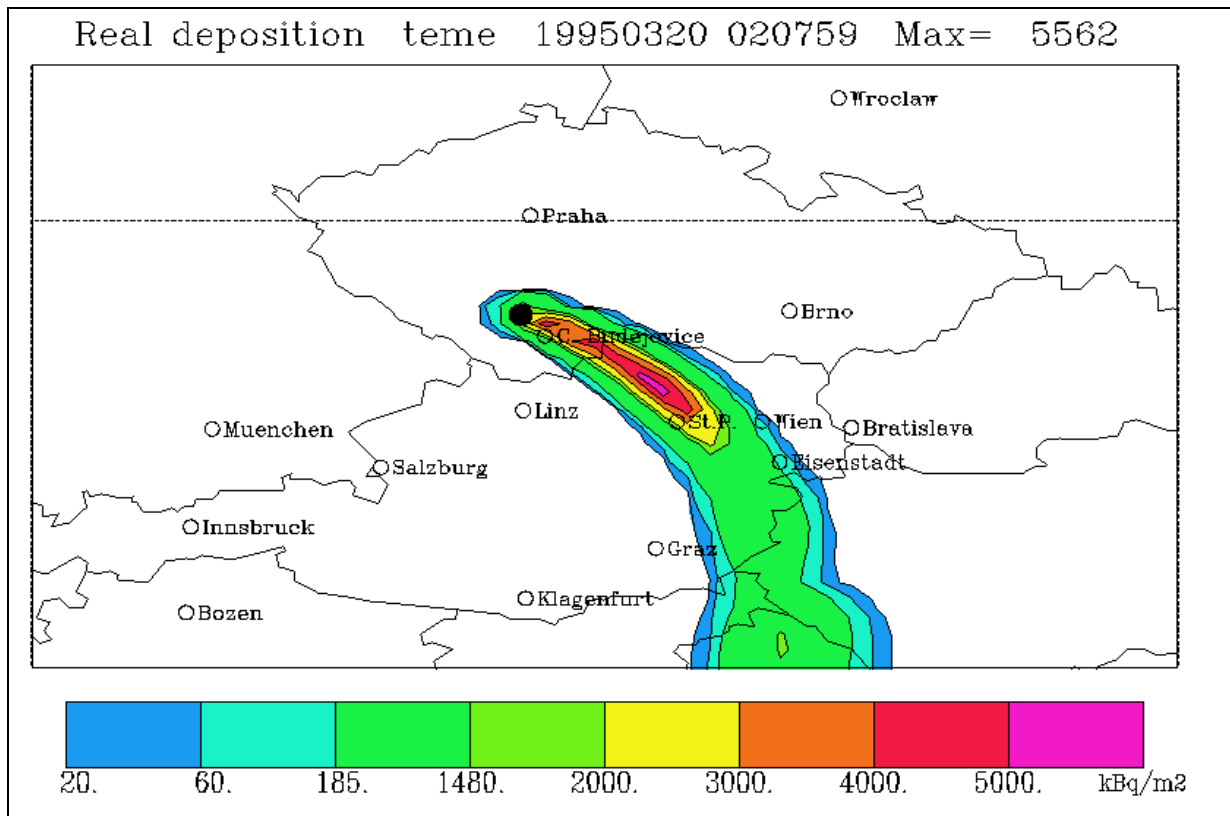 Real deposition teme 19950320 020759 Max= 5562
Wroclaw
Praha
Brno
C. Budejovice
Linz
St.P.
Wien
Bratislava
Muenchen
Eisenstadt
Salzburg
Innsbruck
Graz
Klagenfurt
Bozen
20. 60. 185. 1480. 2000. 3000. 4000. 5000. kBq/m2